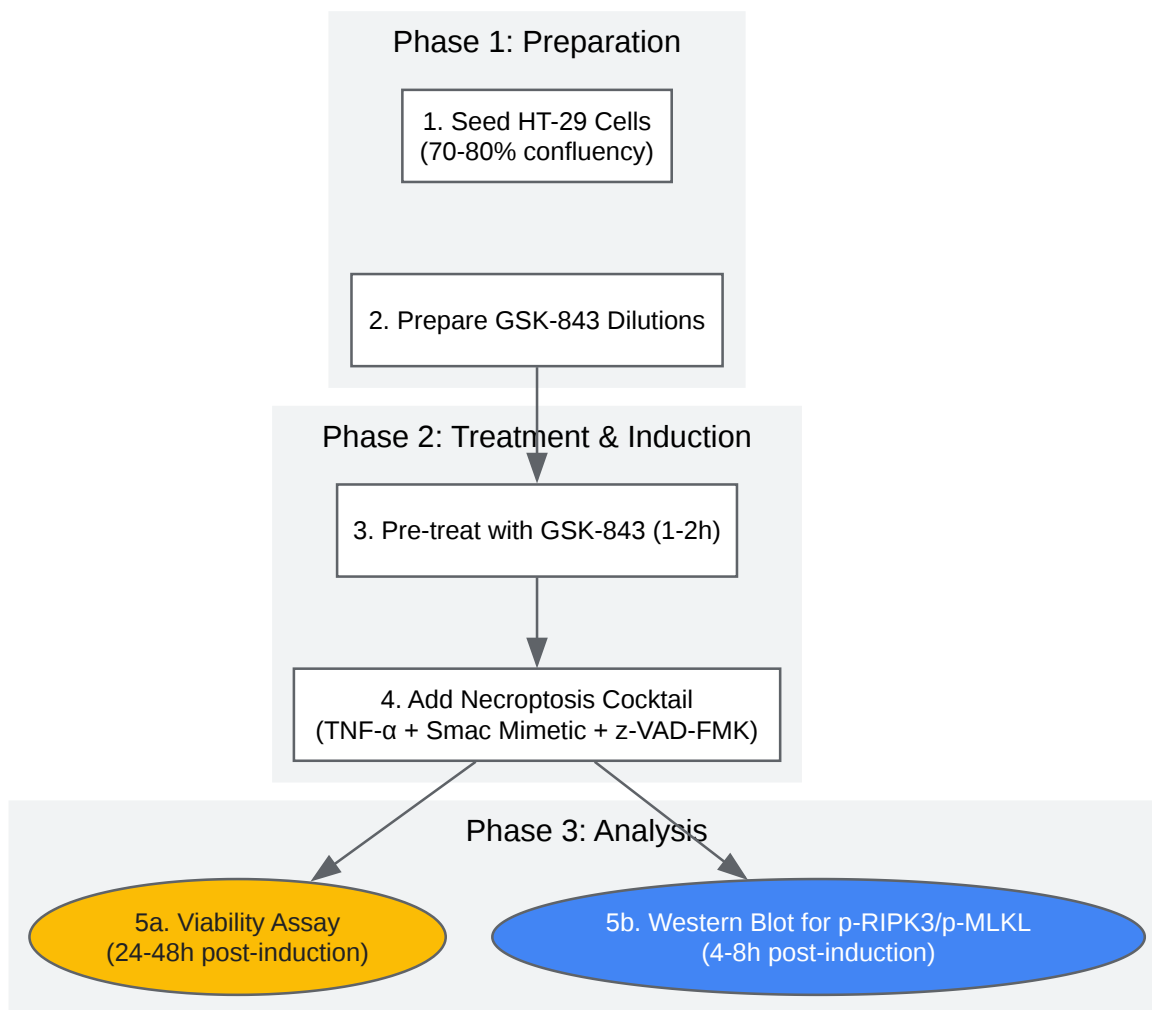 Phase 1: Preparation
1. Seed HT-29 Cells
(70-80% confluency)
2. Prepare GSK-843 Dilutions
Phase 2: Treatment & Induction
3. Pre-treat with GSK-843 (1-2h)
4. Add Necroptosis Cocktail
(TNF-α + Smac Mimetic + z-VAD-FMK)
Phase 3: Analysis
5a. Viability Assay
(24-48h post-induction)
5b. Western Blot for p-RIPK3/p-MLKL
(4-8h post-induction)